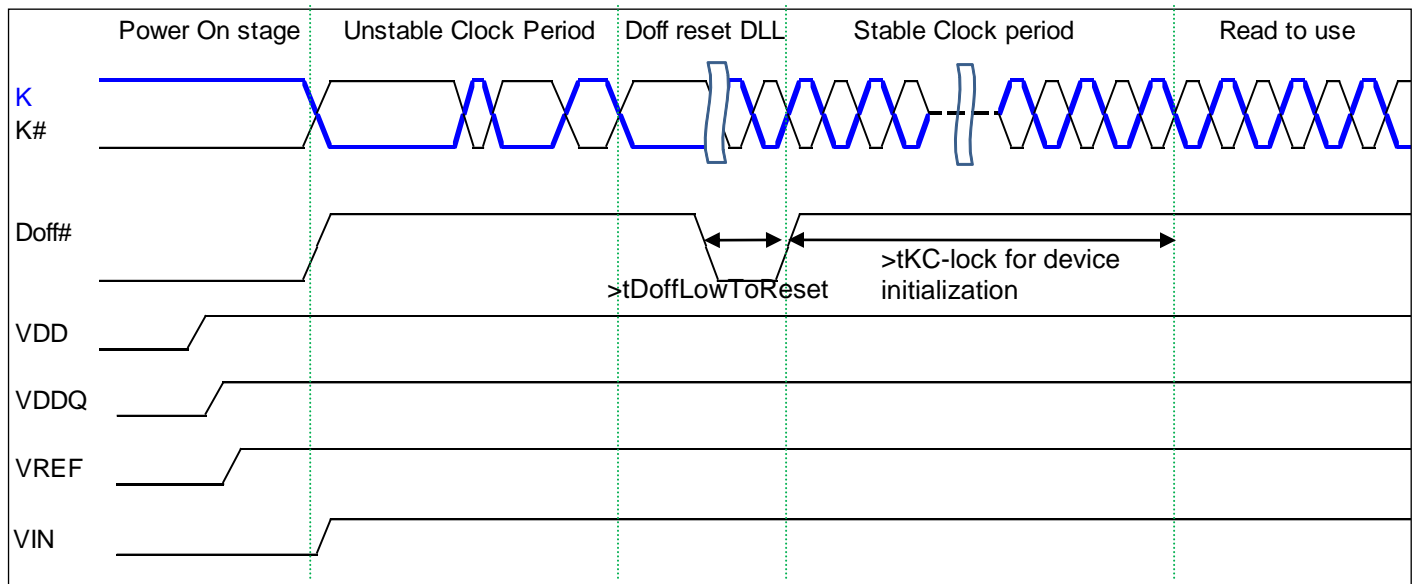 Power On stage
Unstable Clock Period
Doff reset DLL
Stable Clock period
Read to use
K
K#
Doff#
>tDoffLowToReset
>tKC-lock for device
initialization
VDD
VDDQ
VREF
VIN